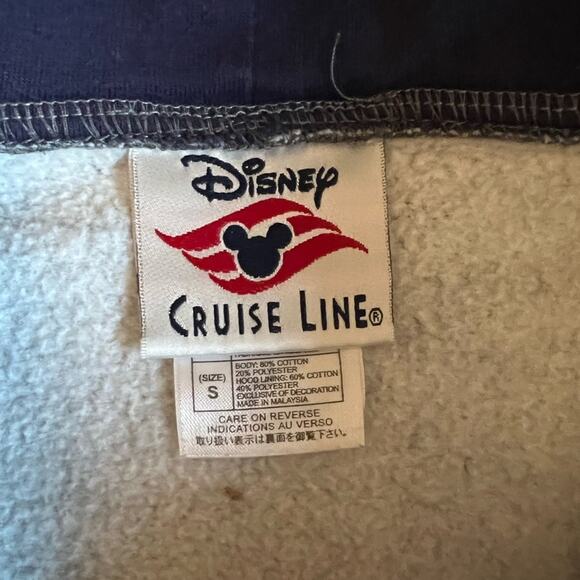 DISNEY
CRUISE LINE®
(SIZE)
S
BODY: 80% COTTON
20% POLYESTER
HOOD LINING: 60% COTTON
40% POLYESTER
EXCLUSIVE OF DECORATION
MADE IN MALAYSIA
CARE ON REVERSE
INDICATIONS AU VERSO
取り扱い表示は裏面を御覧下さい